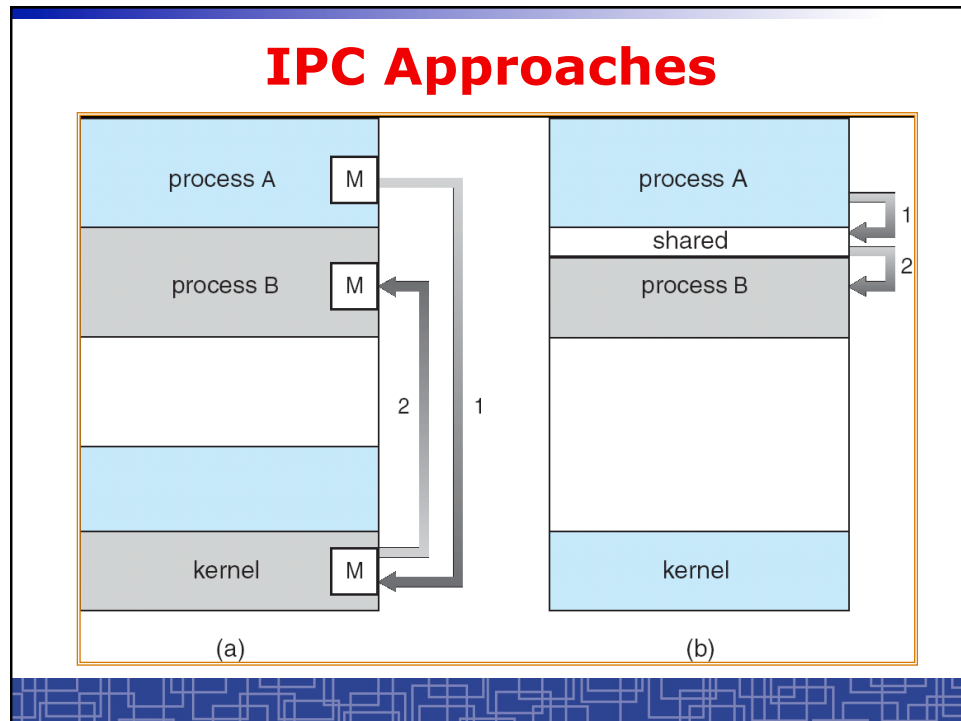 IPC Approaches
process A
M
process B
M
2
1
kernel
M
(a)
process A
1
shared
2
process B
kernel
(b)